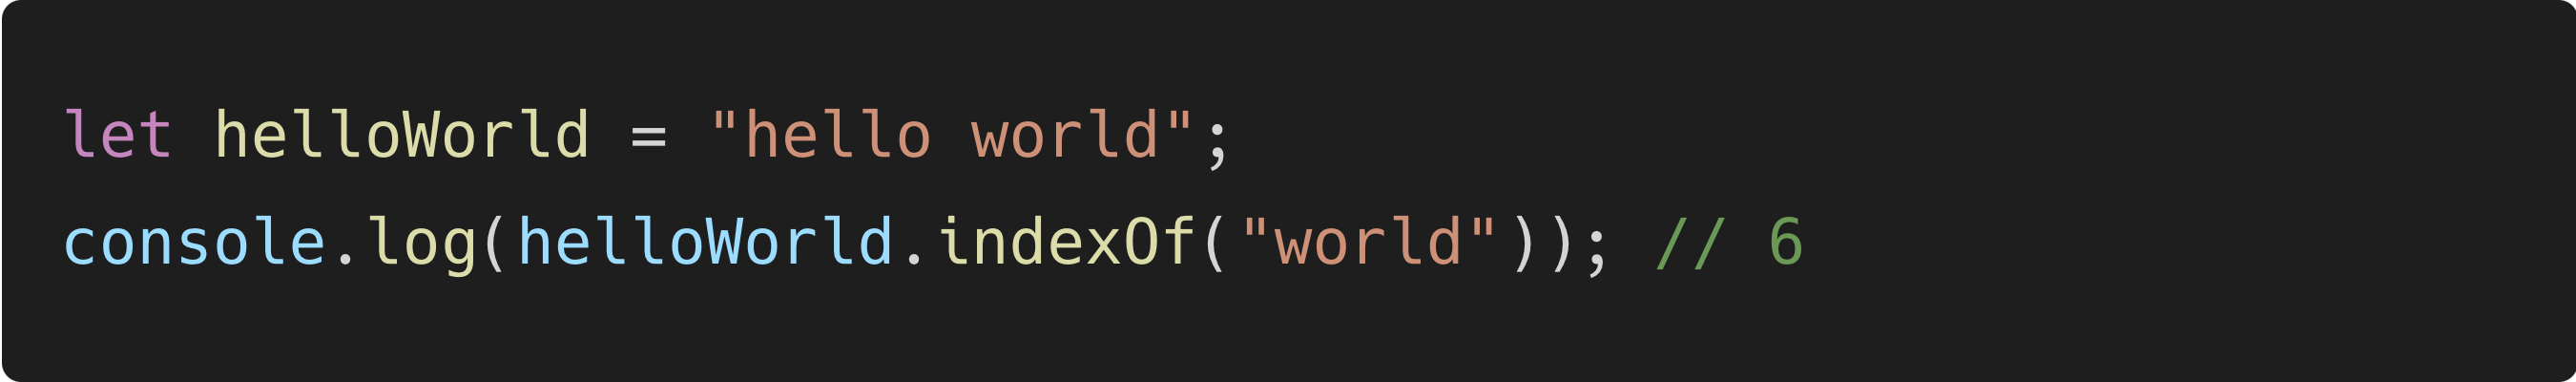 let helloWorld = "hello world";
console.log(helloWorld.indexOf("world")); // 6